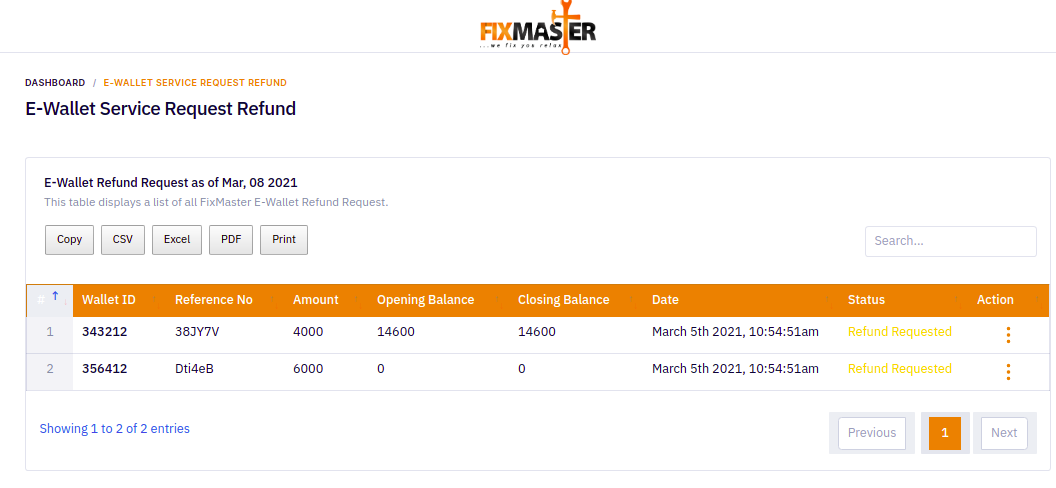 FIXMASTER
...we fix you relax
DASHBOARD / E-WALLET SERVICE REQUEST REFUND
E-Wallet Service Request Refund
E-Wallet Refund Request as of Mar, 08 2021
This table displays a list of all FixMaster E-Wallet Refund Request.
Copy CSV Excel PDF Print Search...
# Wallet ID Reference No Amount Opening Balance Closing Balance Date Status Action
1 343212 38JY7V 4000 14600 14600 March 5th 2021, 10:54:51am Refund Requested
2 356412 Dti4eB 6000 0 0 March 5th 2021, 10:54:51am Refund Requested
Showing 1 to 2 of 2 entries Previous 1 Next